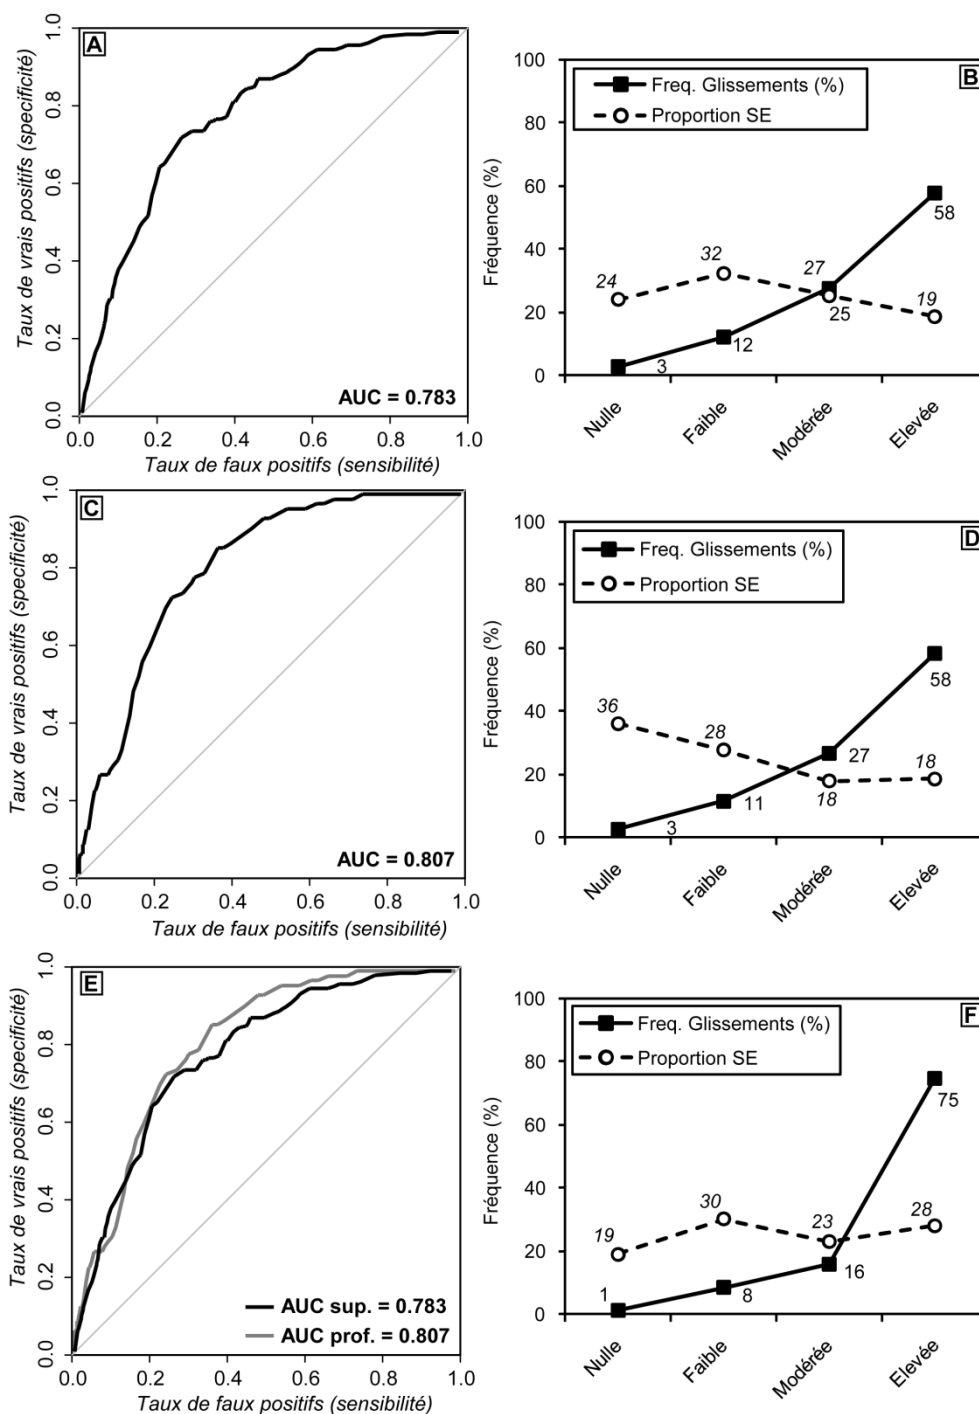 A
Taux de vrais positifs (specificité)
1.0
0.8
0.6
0.4
0.2
0.0
AUC = 0.783
0.0 0.2 0.4 0.6 0.8 1.0
Taux de faux positifs (sensibilité)
B
Freq. Glissements (%)
Proportion SE
Fréquence (%)
100
80
60
40
20
0
24 32 27 19
3 12 25 58
Nulle Faible Modérée Elevée
C
Taux de vrais positifs (specificité)
1.0
0.8
0.6
0.4
0.2
0.0
AUC = 0.807
0.0 0.2 0.4 0.6 0.8 1.0
Taux de faux positifs (sensibilité)
D
Freq. Glissements (%)
Proportion SE
Fréquence (%)
100
80
60
40
20
0
36 28 18 18
3 11 27 58
Nulle Faible Modérée Elevée
E
Taux de vrais positifs (specificité)
1.0
0.8
0.6
0.4
0.2
0.0
AUC sup. = 0.783
AUC prof. = 0.807
0.0 0.2 0.4 0.6 0.8 1.0
Taux de faux positifs (sensibilité)
F
Freq. Glissements (%)
Proportion SE
Fréquence (%)
100
80
60
40
20
0
19 30 23 28
1 8 16 75
Nulle Faible Modérée Elevée